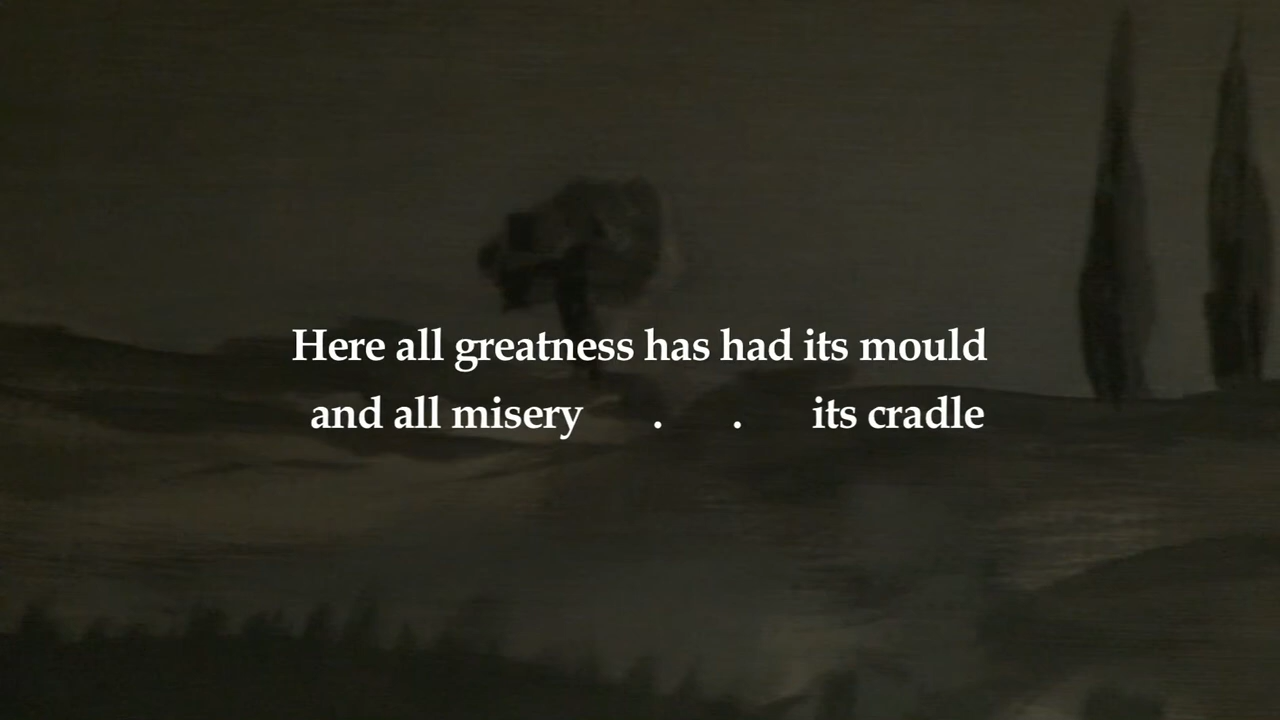 Here all greatness has had its mould
and all misery . . its cradle